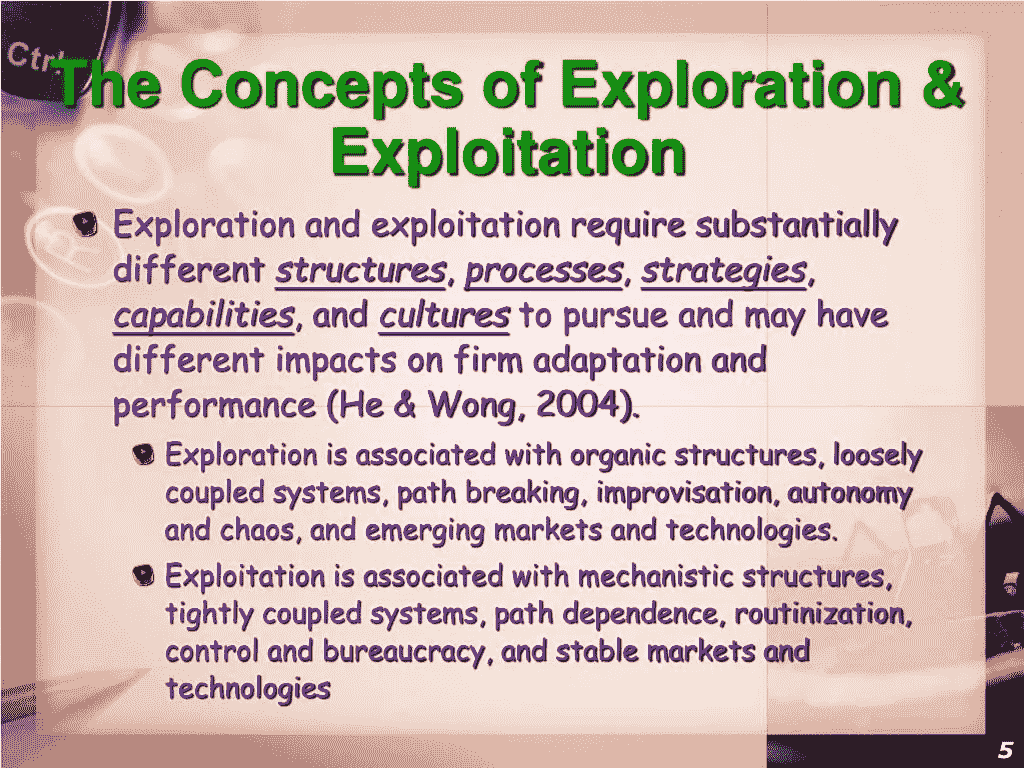 Ctrl
The Concepts of Exploration &
Exploitation
Exploration and exploitation require substantially
different structures, processes, strategies,
capabilities, and cultures to pursue and may have
different impacts on firm adaptation and
performance (He & Wong, 2004).
Exploration is associated with organic structures, loosely
coupled systems, path breaking, improvisation, autonomy
and chaos, and emerging markets and technologies.
Exploitation is associated with mechanistic structures,
tightly coupled systems, path dependence, routinization,
control and bureaucracy, and stable markets and
technologies
R
5